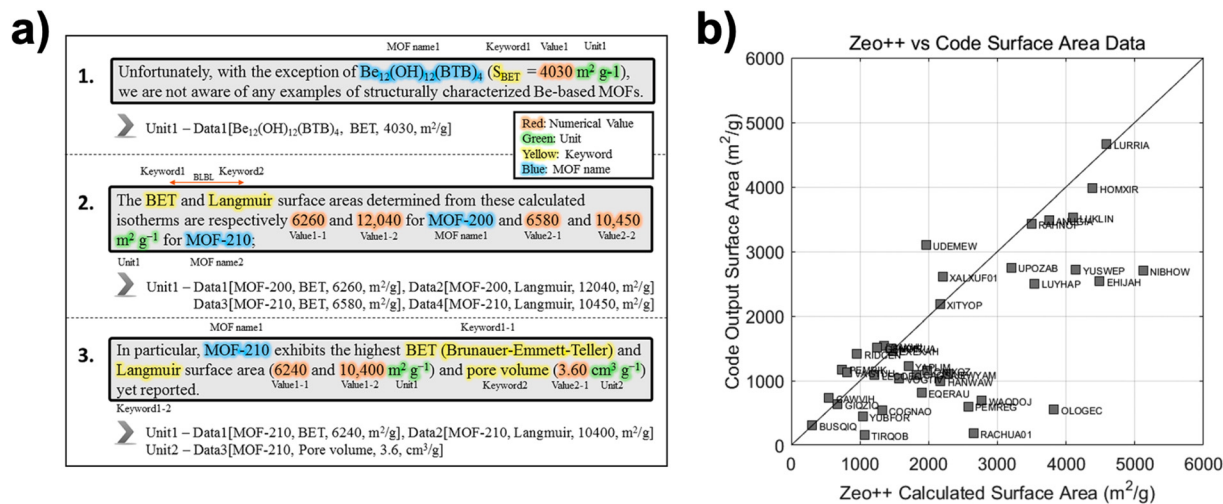 a)
MOF name1 Keyword1 Value1 Unit1
1. Unfortunately, with the exception of Be12(OH)12(BTB)4 (SBET = 4030 m² g-1),
we are not aware of any examples of structurally characterized Be-based MOFs.
Unit1 – Data1[Be12(OH)12(BTB)4, BET, 4030, m²/g]
Red: Numerical Value
Green: Unit
Yellow: Keyword
Blue: MOF name
Keyword1 BLBL Keyword2
2. The BET and Langmuir surface areas determined from these calculated
isotherms are respectively 6260 and 12,040 for MOF-200 and 6580 and 10,450
Value1-1 Value1-2 MOF name1 Value2-1 Value2-2
m² g⁻¹ for MOF-210;
Unit1 MOF name2
Unit1 – Data1[MOF-200, BET, 6260, m²/g], Data2[MOF-200, Langmuir, 12040, m²/g]
Data3[MOF-210, BET, 6580, m²/g], Data4[MOF-210, Langmuir, 10450, m²/g]
MOF name1 Keyword1-1
3. In particular, MOF-210 exhibits the highest BET (Brunauer-Emmett-Teller) and
Langmuir surface area (6240 and 10,400 m² g⁻¹) and pore volume (3.60 cm³ g⁻¹)
yet reported. Value1-1 Value1-2 Unit1 Keyword2 Value2-1 Unit2
Keyword1-2
Unit1 – Data1[MOF-210, BET, 6240, m²/g], Data2[MOF-210, Langmuir, 10400, m²/g]
Unit2 – Data3[MOF-210, Pore volume, 3.6, cm³/g]
b)
Zeo++ vs Code Surface Area Data
Code Output Surface Area (m²/g)
6000
5000
4000
3000
2000
1000
0
LURRIA
HOMXIR
LUKLIN
RAHNOF
UDEMEW
UPOZAB
YUSWEP
NIBHOW
XALXUF01
LUYHAP
EHIJAH
XITYOP
RIDCEN
HANWAW
EQERAU
WAQDOJ
PEMREG
OLOGEC
COGNAO
YUBFOR
BUSQIQ
TIRQOB
RACHUA01
0 1000 2000 3000 4000 5000 6000
Zeo++ Calculated Surface Area (m²/g)